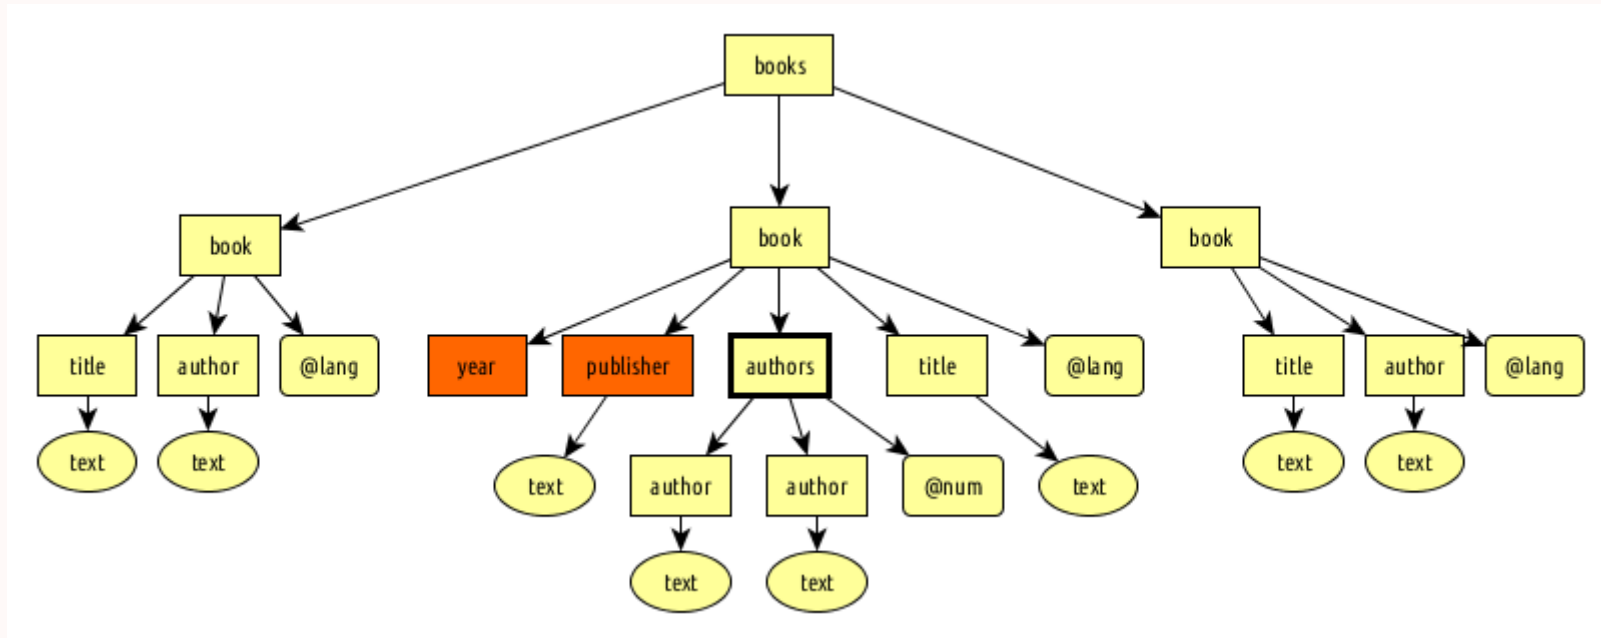 books
book
book
book
title
author
@lang
year
publisher
authors
title
@lang
title
author
@lang
text
text
text
author
author
@num
text
text
text
text
text